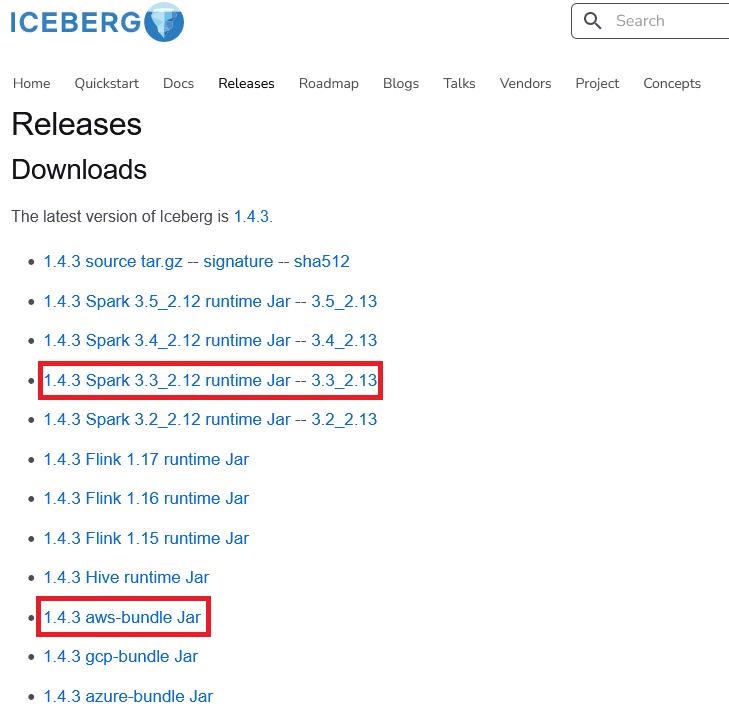 ICEBERG
Search
Home Quickstart Docs Releases Roadmap Blogs Talks Vendors Project Concepts
Releases
Downloads
The latest version of Iceberg is 1.4.3.
1.4.3 source tar.gz -- signature -- sha512
1.4.3 Spark 3.5_2.12 runtime Jar -- 3.5_2.13
1.4.3 Spark 3.4_2.12 runtime Jar -- 3.4_2.13
1.4.3 Spark 3.3_2.12 runtime Jar -- 3.3_2.13
1.4.3 Spark 3.2_2.12 runtime Jar -- 3.2_2.13
1.4.3 Flink 1.17 runtime Jar
1.4.3 Flink 1.16 runtime Jar
1.4.3 Flink 1.15 runtime Jar
1.4.3 Hive runtime Jar
1.4.3 aws-bundle Jar
1.4.3 gcp-bundle Jar
1.4.3 azure-bundle Jar